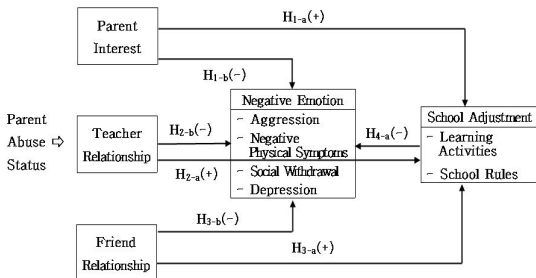 Parent
Interest
H1-a(+)
H1-b(-)
Parent
Abuse ⇨
Status
Teacher
Relationship
H2-b(-)
H2-a(+)
Negative Emotion
- Aggression
- Negative
Physical Symptoms
- Social Withdrawal
- Depression
H4-a(-)
School Adjustment
- Learning
Activities
- School Rules
Friend
Relationship
H3-b(-)
H3-a(+)